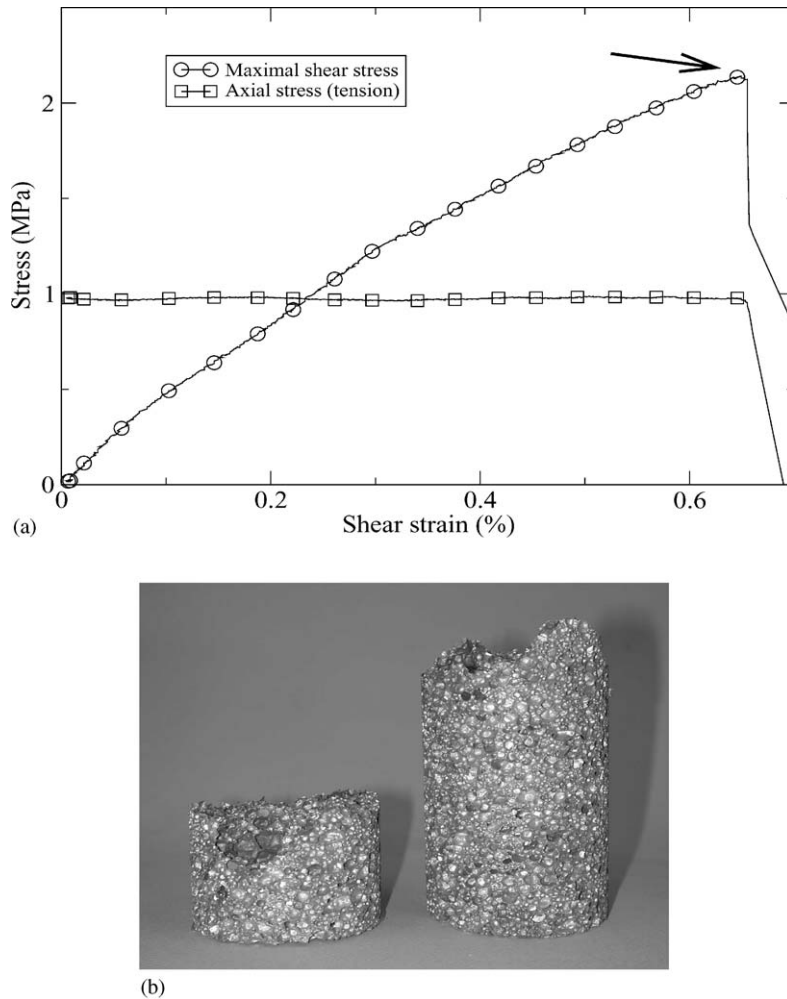 2
1
0
Stress (MPa)
Maximal shear stress
Axial stress (tension)
0
0.2
0.4
0.6
(a)
Shear strain (%)
(b)